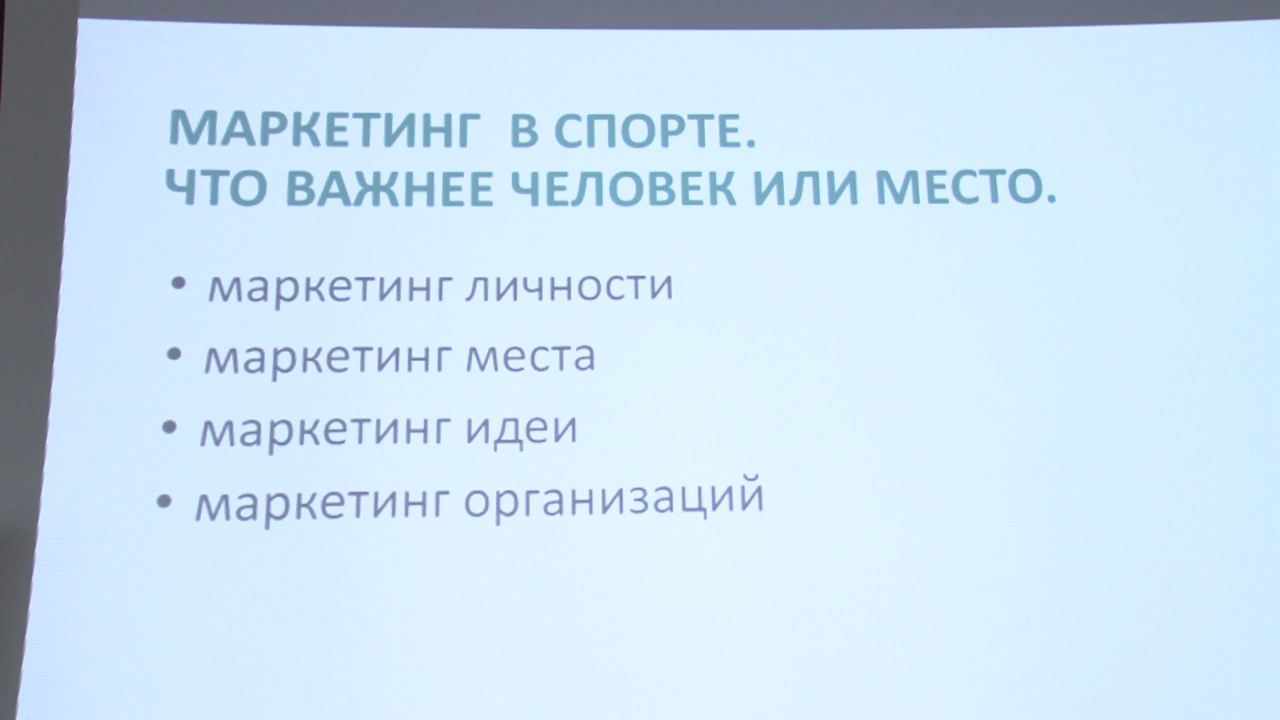 МАРКЕТИНГ В СПОРТЕ.
ЧТО ВАЖНЕЕ ЧЕЛОВЕК ИЛИ МЕСТО.
• маркетинг личности
• маркетинг места
• маркетинг идеи
• маркетинг организаций